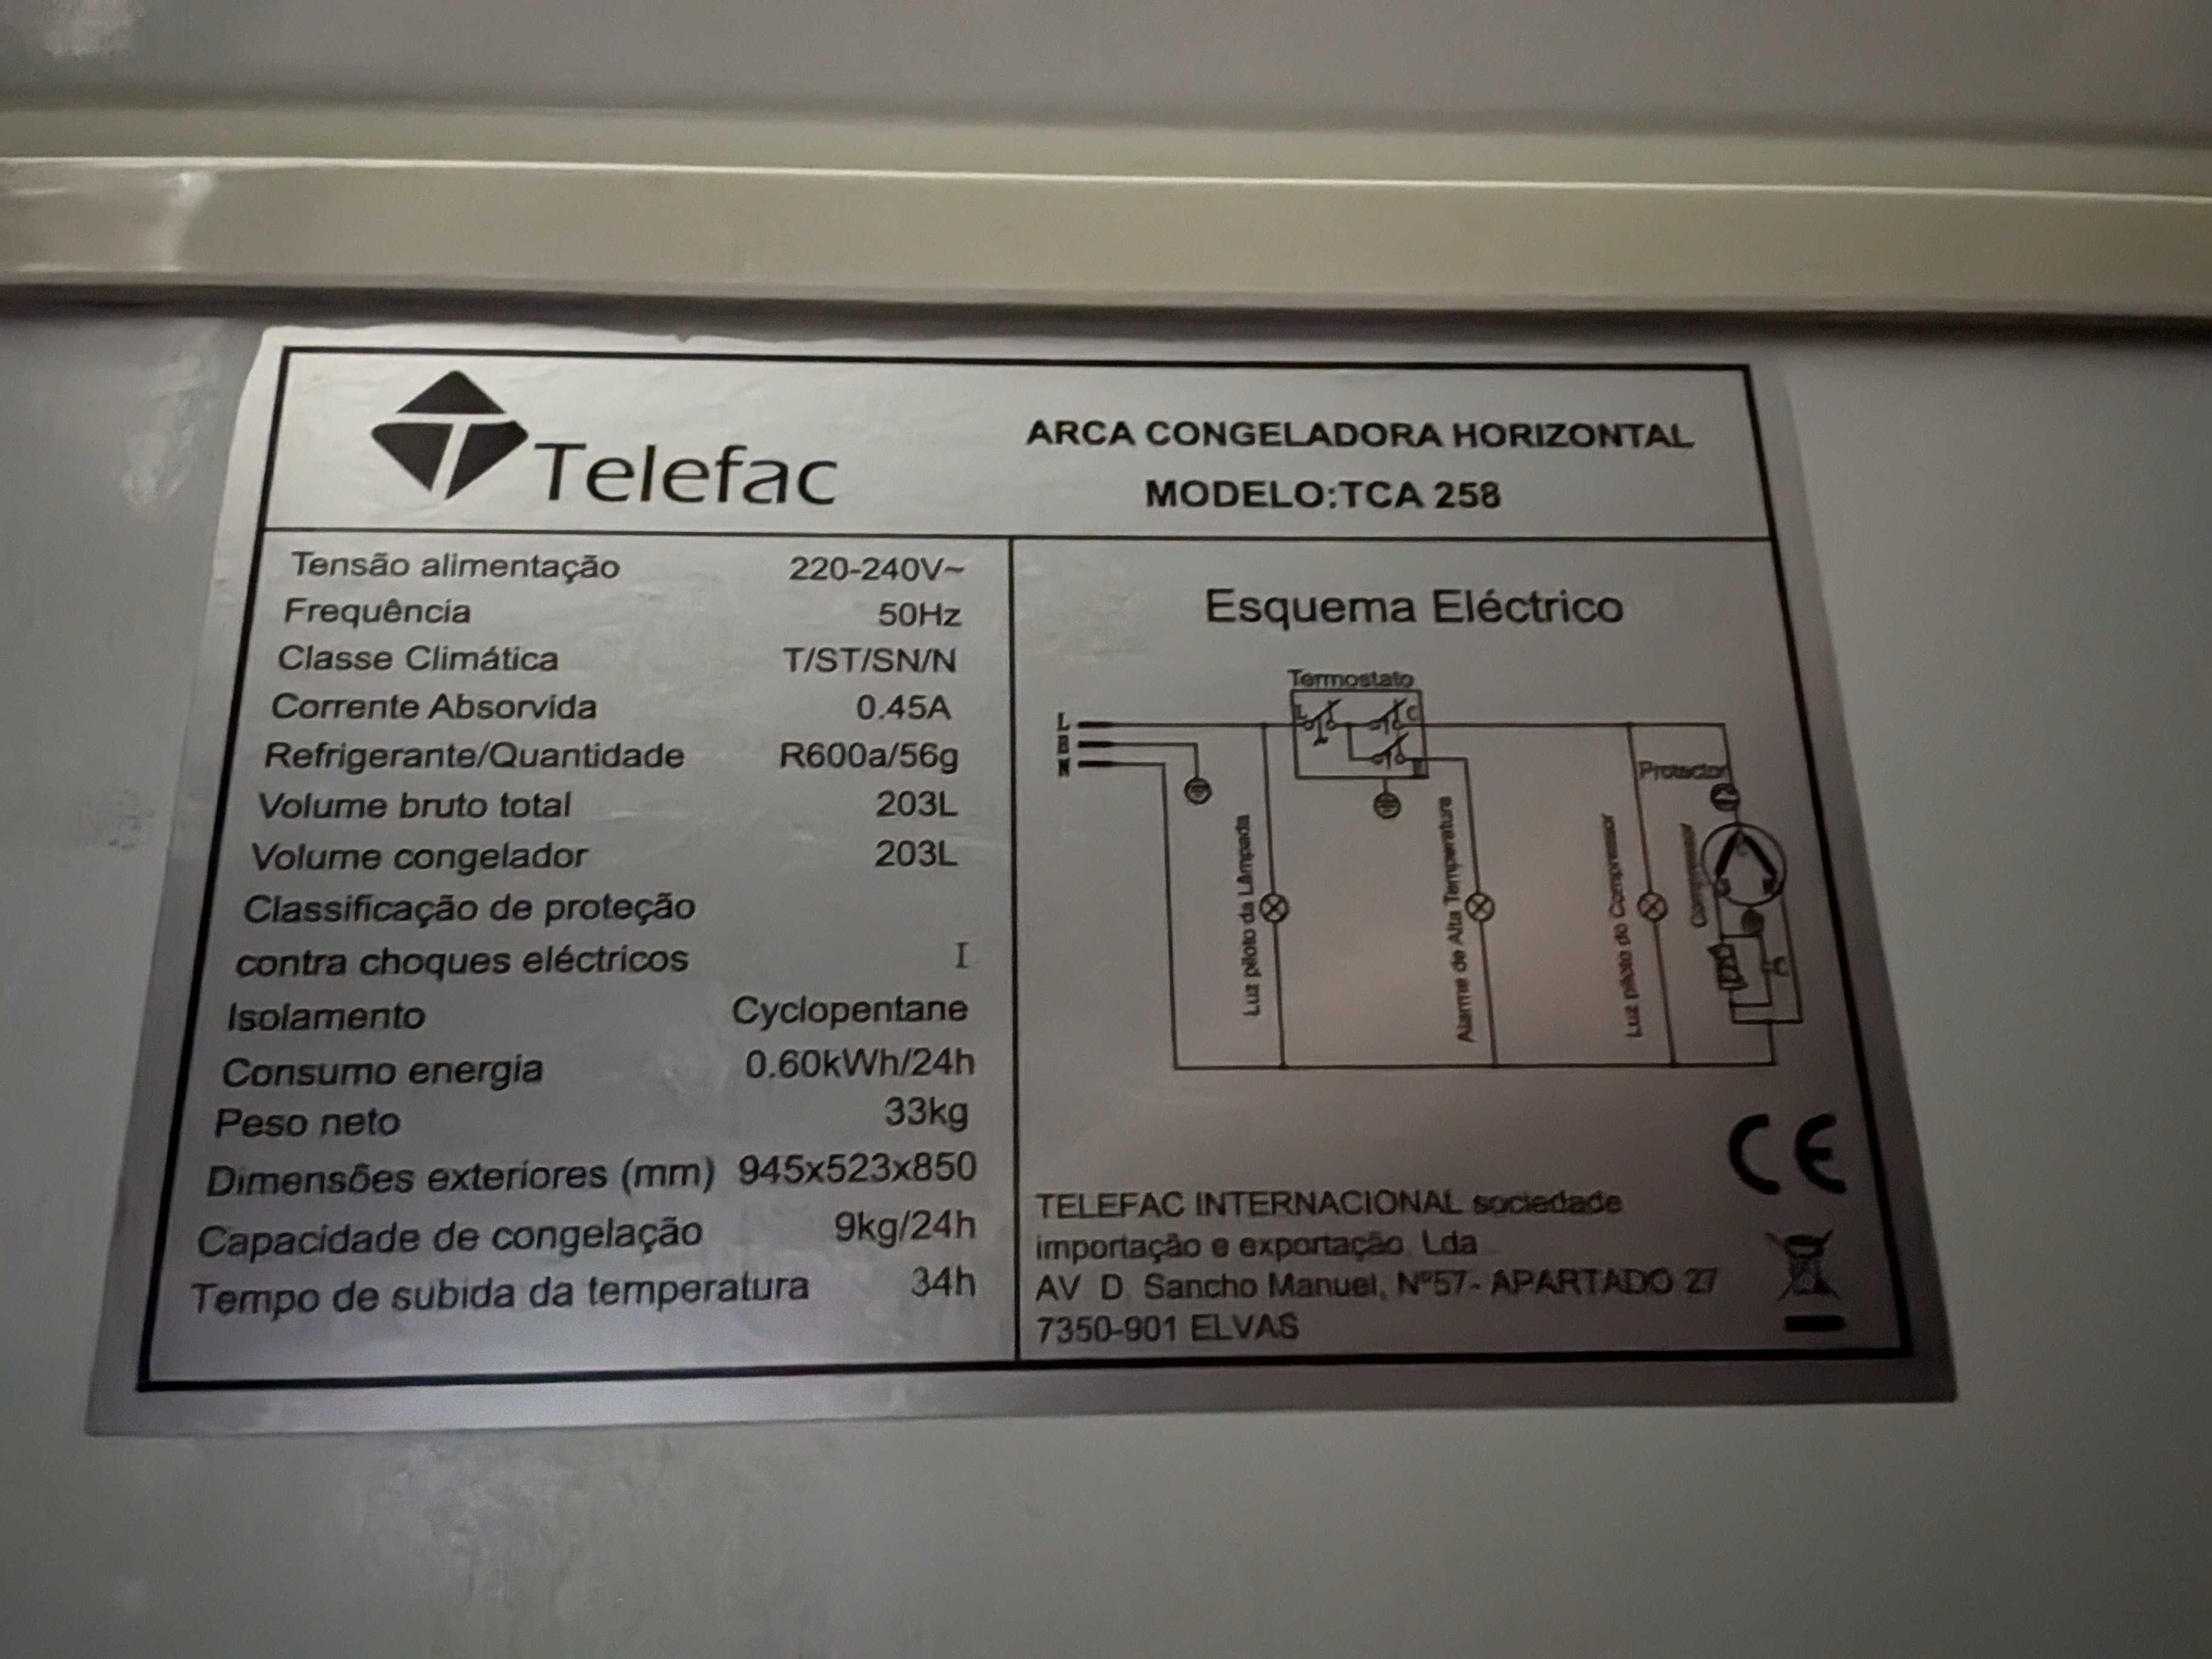 Telefac
ARCA CONGELADORA HORIZONTAL
MODELO:TCA 258
Tensão alimentação 220-240V~
Frequência 50Hz
Classe Climática T/ST/SN/N
Corrente Absorvida 0.45A
Refrigerante/Quantidade R600a/56g
Volume bruto total 203L
Volume congelador 203L
Classificação de proteção
contra choques eléctricos I
Isolamento Cyclopentane
Consumo energia 0.60kWh/24h
Peso neto 33kg
Dimensões exteriores (mm) 945x523x850
Capacidade de congelação 9kg/24h
Tempo de subida da temperatura 34h
Esquema Eléctrico
Termostato
L
L C
E
N
Protector
Luz piloto da Lâmpada
Alarme de Alta Temperatura
Luz piloto do Compressor
Compressor
CE
TELEFAC INTERNACIONAL sociedade
importação e exportação, Lda
AV D. Sancho Manuel, Nº57- APARTADO 27
7350-901 ELVAS